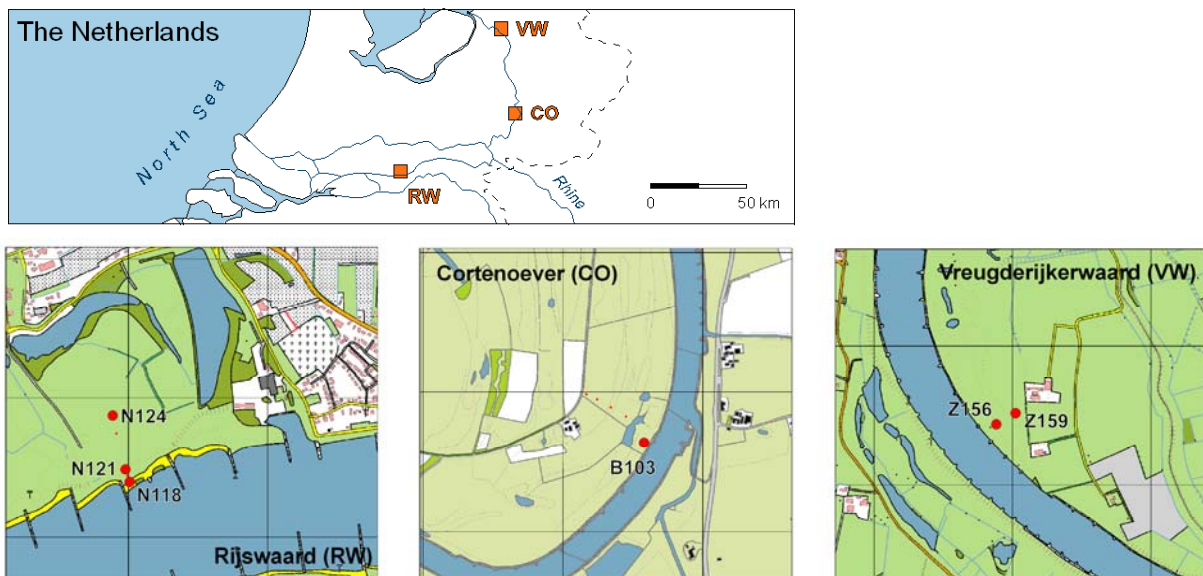 The Netherlands
VW
North Sea
CO
RW
Rhine
0 50 km
Rijswaard (RW)
N124
N121
N118
Cortenoever (CO)
B103
Vreugderijkerwaard (VW)
Z156
Z159